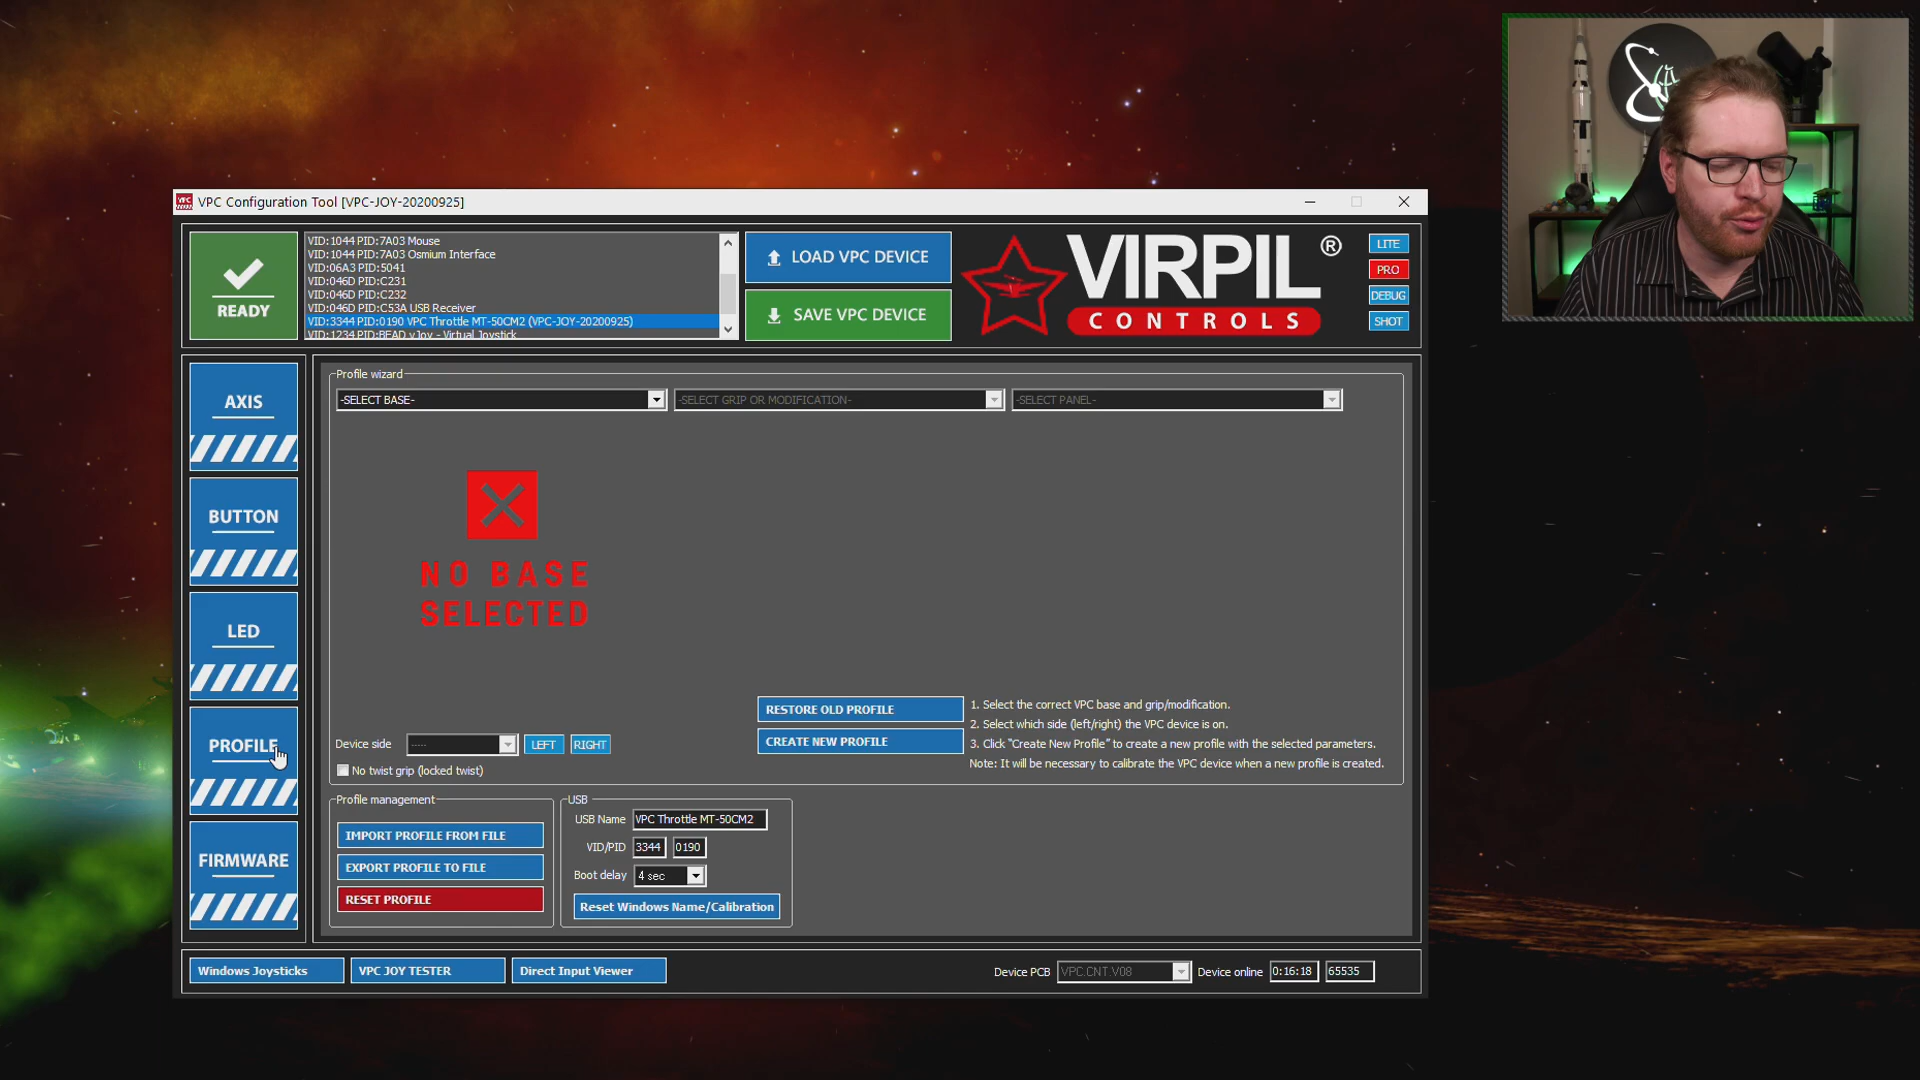 VPC Configuration Tool [VPC-JOY-20200925]
READY
VID:1044 PID:7A03 Mouse
VID:1044 PID:7A03 Osmium Interface
VID:06A3 PID:5041
VID:046D PID:C231
VID:046D PID:C232
VID:046D PID:C53A USB Receiver
VID:3344 PID:0190 VPC Throttle MT-50CM2 (VPC-JOY-20200925)
VID:1234 PID:BEAD vJoy - Virtual Joystick
LOAD VPC DEVICE
SAVE VPC DEVICE
VIRPIL ®
CONTROLS
LITE
PRO
DEBUG
SHOT
AXIS
BUTTON
LED
PROFILE
FIRMWARE
Profile wizard
-SELECT BASE-
-SELECT GRIP OR MODIFICATION-
-SELECT PANEL-
NO BASE
SELECTED
Device side
----
LEFT
RIGHT
No twist grip (locked twist)
RESTORE OLD PROFILE
CREATE NEW PROFILE
1. Select the correct VPC base and grip/modification.
2. Select which side (left/right) the VPC device is on.
3. Click "Create New Profile" to create a new profile with the selected parameters.
Note: It will be necessary to calibrate the VPC device when a new profile is created.
Profile management
IMPORT PROFILE FROM FILE
EXPORT PROFILE TO FILE
RESET PROFILE
USB
USB Name VPC Throttle MT-50CM2
VID/PID 3344 0190
Boot delay 4 sec
Reset Windows Name/Calibration
Windows Joysticks
VPC JOY TESTER
Direct Input Viewer
Device PCB VPC.CNT.V08
Device online 0:16:18 65535